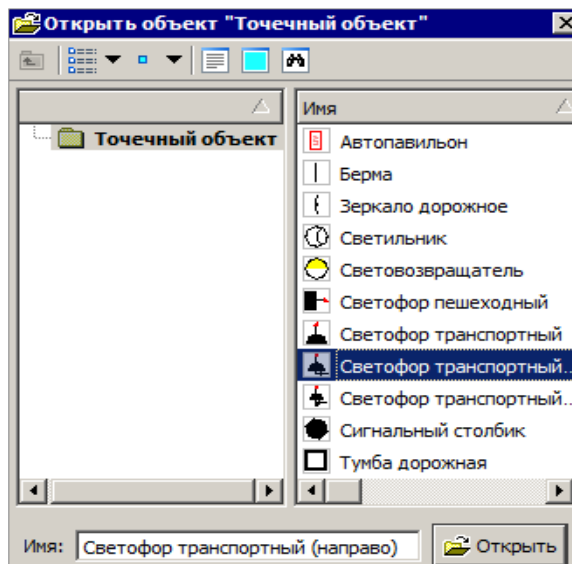 Открыть объект "Точечный объект"
Имя
Точечный объект
Автопавильон
Берма
Зеркало дорожное
Светильник
Световозвращатель
Светофор пешеходный
Светофор транспортный
Светофор транспортный...
Светофор транспортный...
Сигнальный столбик
Тумба дорожная
Имя: Светофор транспортный (направо) Открыть